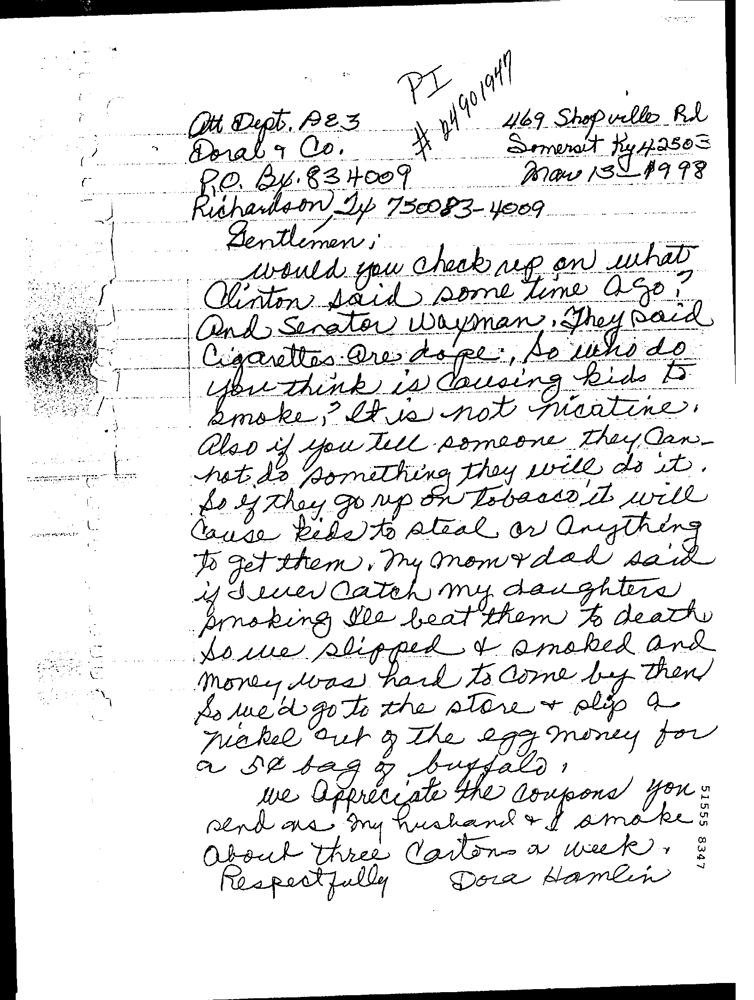 PI
# 24901947
Att Dept. A83
Doral & Co.
P.O. Bx. 834009
Richardson, Tx 750083-4009
469 Shopville Rd
Somerset Ky 42503
Mar 13 - 1998
Gentlemen;
would you check up on what
Clinton said some time ago?
And Senator Wayman. They said
Cigarettes are dope; So who do
you think is causing kids to
smoke? It is not nicatine.
Also if you tell someone they Can-
not do something they will do it.
So if they go up on Tobacco it will
Cause kids to steal or anything
to get them. My mom & dad said
if I ever Catch my daughters
smoking Ile beat them to death
So we slipped & smoked and
money was hard to come by then
So we'd go to the store & slip a
nickel out of the egg money for
a 5¢ bag of buffalo.
We Appreciate the coupons you
send us my husband & I smoke
about three Cartons a week.
Respectfully Dora Hamlin
51555 8347